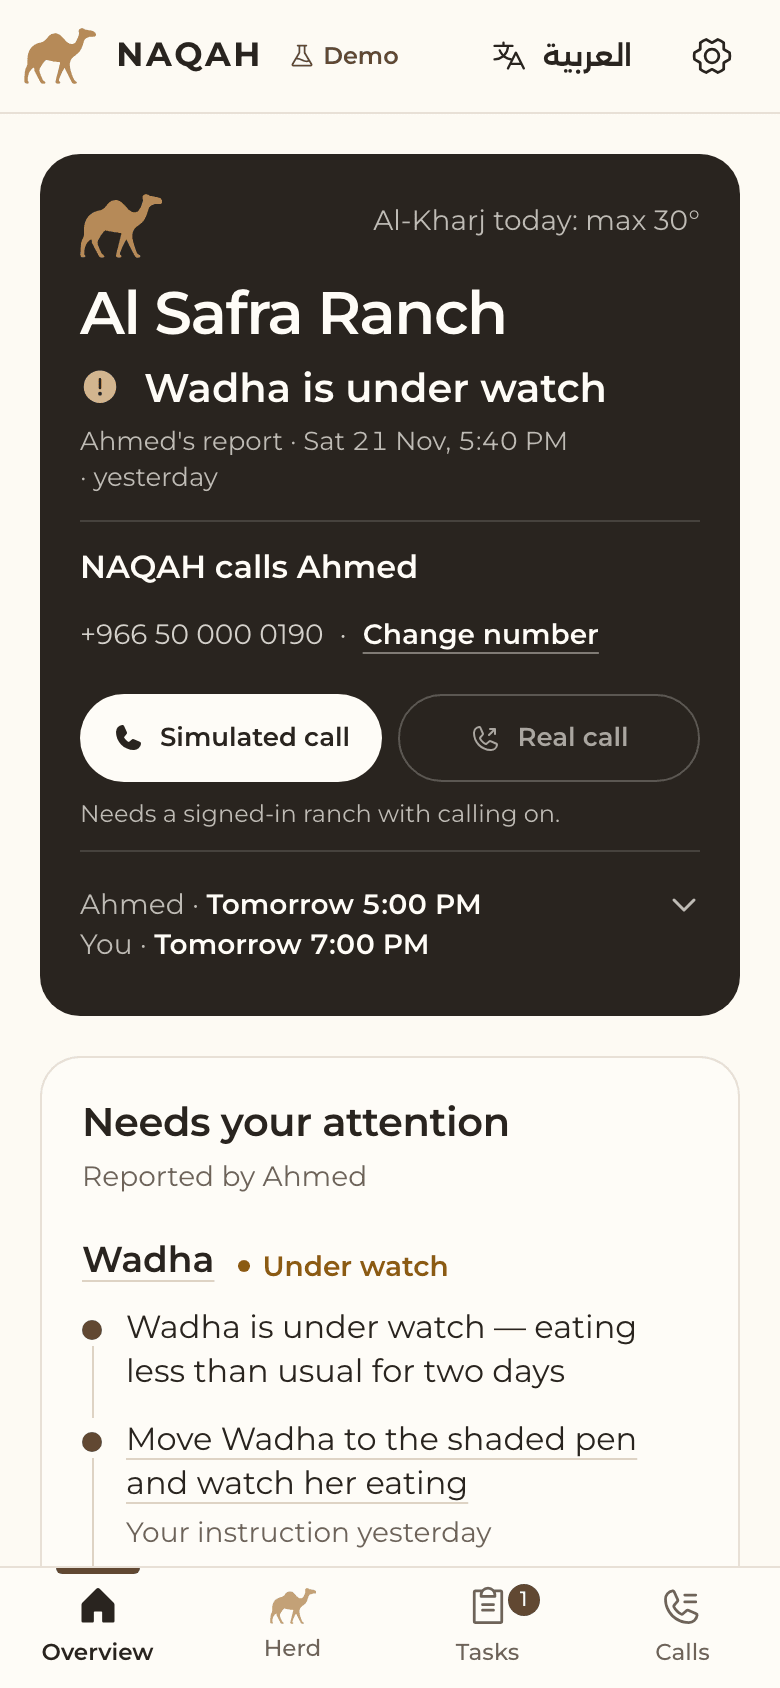 NAQAH
Demo
العربية
Al-Kharj today: max 30°
Al Safra Ranch
Wadha is under watch
Ahmed's report · Sat 21 Nov, 5:40 PM
· yesterday
NAQAH calls Ahmed
+966 50 000 0190 · Change number
Simulated call
Real call
Needs a signed-in ranch with calling on.
Ahmed · Tomorrow 5:00 PM
You · Tomorrow 7:00 PM
Needs your attention
Reported by Ahmed
Wadha
Under watch
Wadha is under watch — eating
less than usual for two days
Move Wadha to the shaded pen
and watch her eating
Your instruction yesterday
Overview
Herd
1
Tasks
Calls